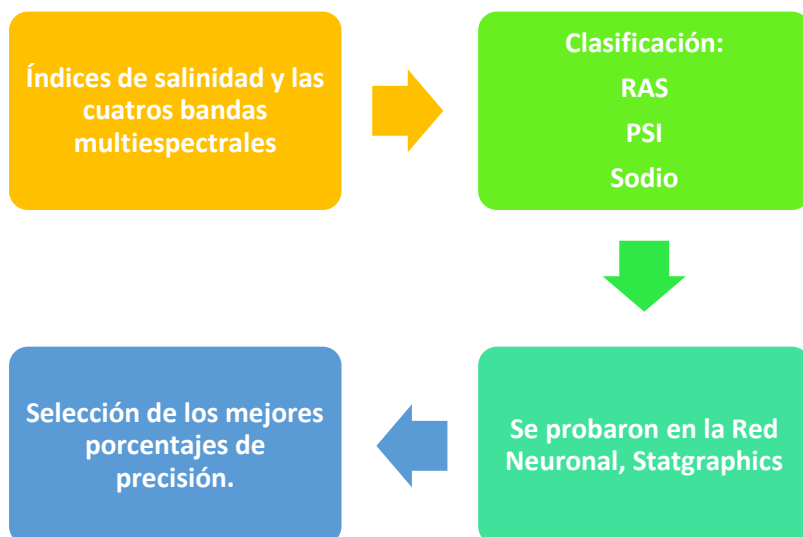 Índices de salinidad y las
cuatros bandas
multiespectrales
Clasificación:
RAS
PSI
Sodio
Se probaron en la Red
Neuronal, Statgraphics
Selección de los mejores
porcentajes de
precisión.